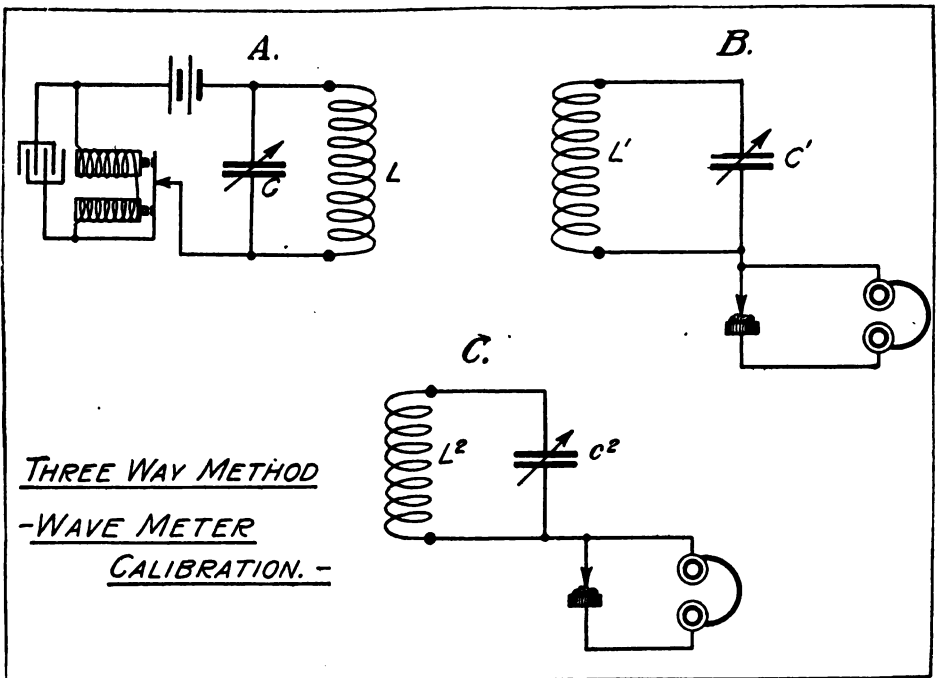 A.
B.
C
L
L'
C'
C.
L²
C²
THREE WAY METHOD
-WAVE METER
CALIBRATION.-